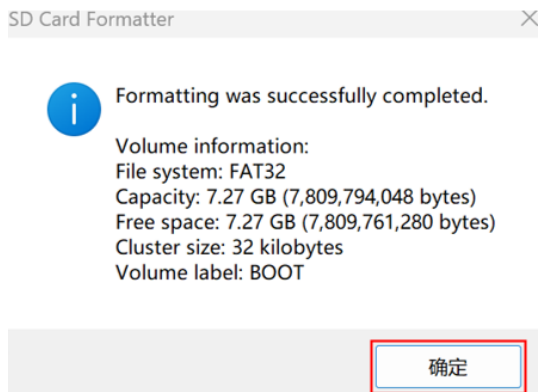 SD Card Formatter
Formatting was successfully completed.
Volume information:
File system: FAT32
Capacity: 7.27 GB (7,809,794,048 bytes)
Free space: 7.27 GB (7,809,761,280 bytes)
Cluster size: 32 kilobytes
Volume label: BOOT
确定